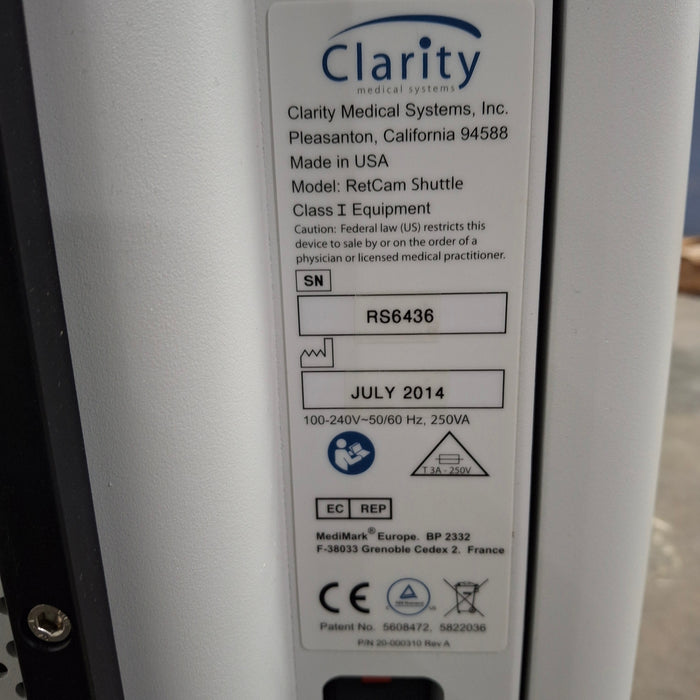 Clarity
medical systems
Clarity Medical Systems, Inc.
Pleasanton, California 94588
Made in USA
Model: RetCam Shuttle
Class I Equipment
Caution: Federal law (US) restricts this
device to sale by or on the order of a
physician or licensed medical practitioner.
SN
RS6436
JULY 2014
100-240V~50/60 Hz, 250VA
T 3A - 250V
EC REP
MediMark® Europe. BP 2332
F-38033 Grenoble Cedex 2. France
CE
Patent No. 5608472, 5822036
P/N 20-000310 Rev A